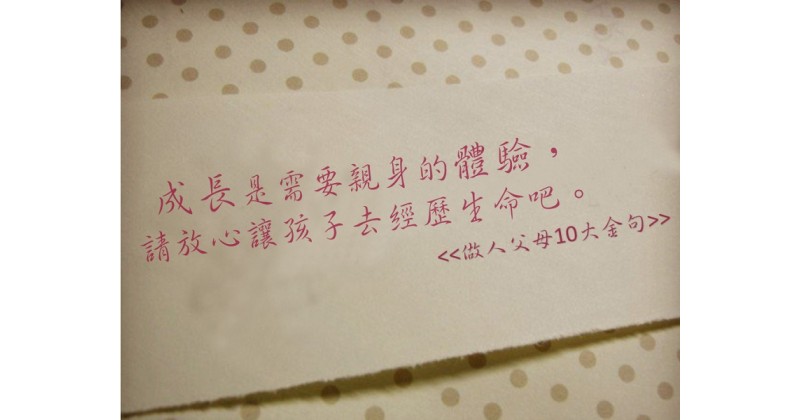 成長是需要親身的體驗，
請放心讓孩子去經歷生命吧。
<<做人父母10大金句>>